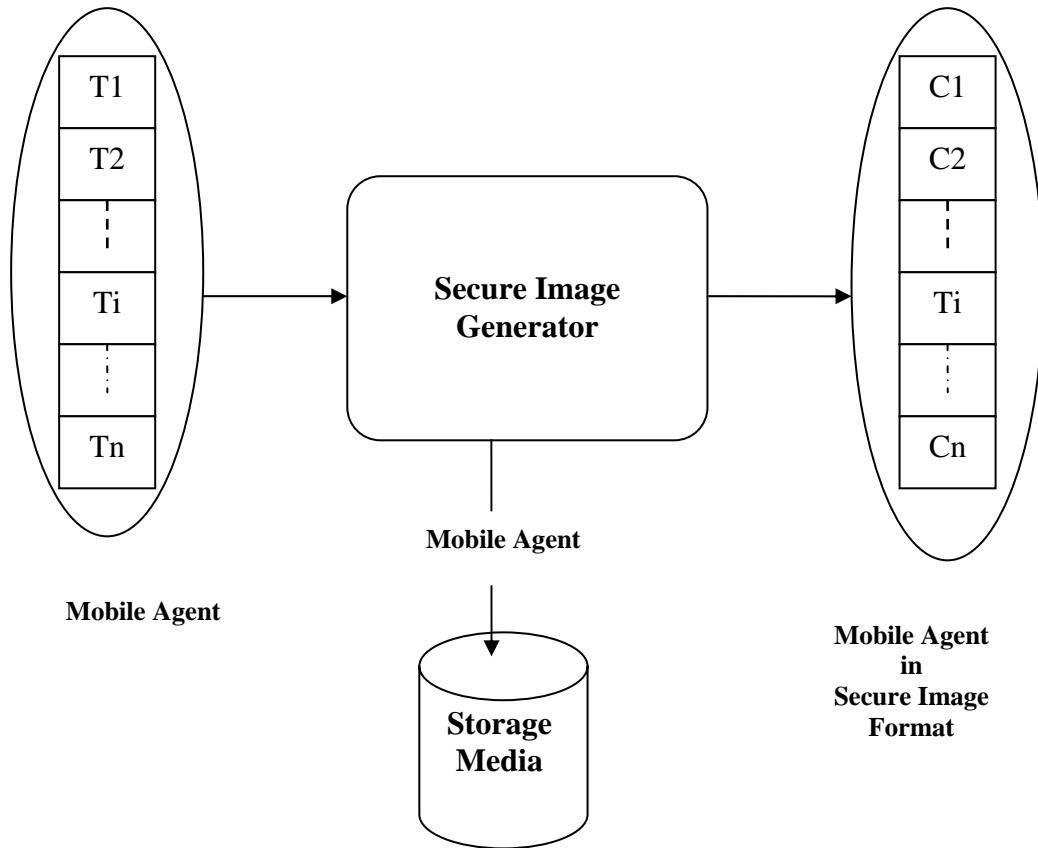 T1
T2
Ti
Tn
Mobile Agent
Secure Image
Generator
Mobile Agent
Storage
Media
C1
C2
Ti
Cn
Mobile Agent
in
Secure Image
Format